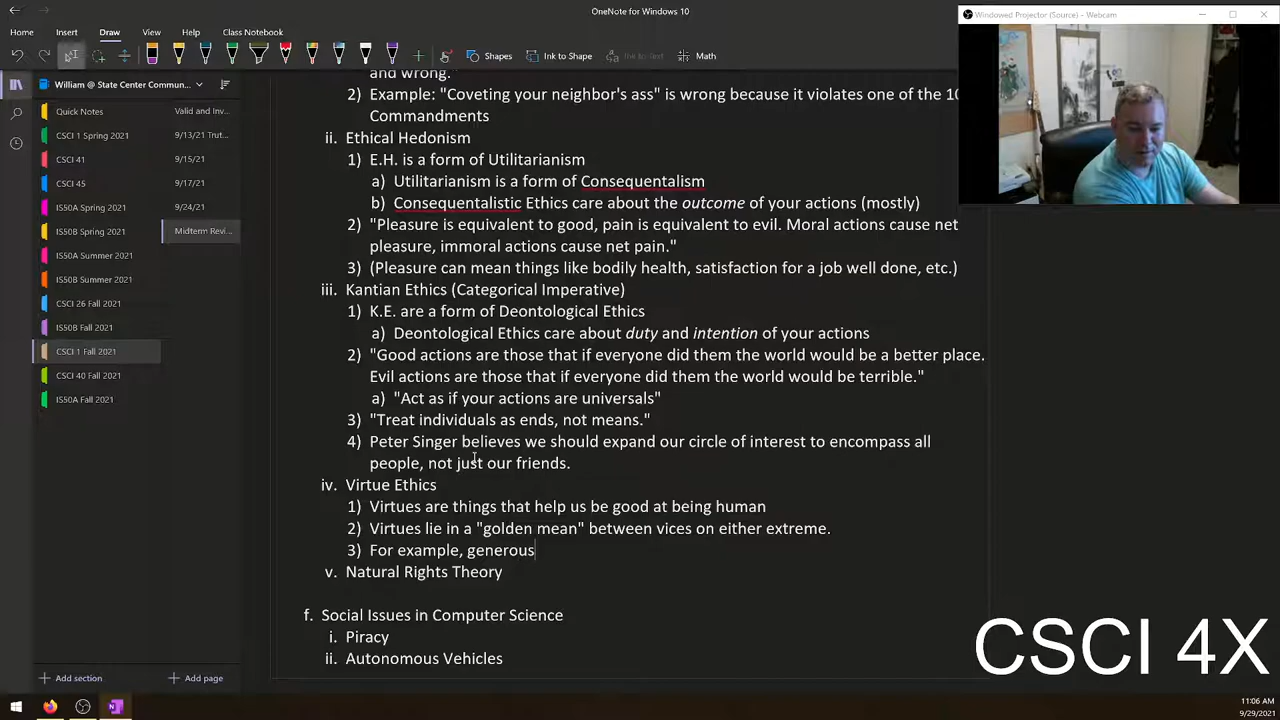 OneNote for Windows 10
Windowed Projector (Source) - Webcam
ome Insert Draw View Help Class Notebook
Shapes Ink to Shape Ink to Text Math
William @ State Center Commun...
Quick Notes
CSCI 1 Spring 2021
CSCI 41
CSCI 45
IS50A Spring 2021
IS50B Spring 2021
IS50A Summer 2021
IS50B Summer 2021
CSCI 26 Fall 2021
IS50B Fall 2021
CSCI 1 Fall 2021
CSCI 40 Fall 2021
IS50A Fall 2021
Add section
Valid and Inv...
9/13/21 Trut...
9/15/21
9/17/21
9/24/21
Midterm Revi...
Add page
and wrong."
2) Example: "Coveting your neighbor's ass" is wrong because it violates one of the 10
Commandments
ii. Ethical Hedonism
1) E.H. is a form of Utilitarianism
a) Utilitarianism is a form of Consequentalism
b) Consequentalistic Ethics care about the outcome of your actions (mostly)
2) "Pleasure is equivalent to good, pain is equivalent to evil. Moral actions cause net
pleasure, immoral actions cause net pain."
3) (Pleasure can mean things like bodily health, satisfaction for a job well done, etc.)
iii. Kantian Ethics (Categorical Imperative)
1) K.E. are a form of Deontological Ethics
a) Deontological Ethics care about duty and intention of your actions
2) "Good actions are those that if everyone did them the world would be a better place.
Evil actions are those that if everyone did them the world would be terrible."
a) "Act as if your actions are universals"
3) "Treat individuals as ends, not means."
4) Peter Singer believes we should expand our circle of interest to encompass all
people, not just our friends.
iv. Virtue Ethics
1) Virtues are things that help us be good at being human
2) Virtues lie in a "golden mean" between vices on either extreme.
3) For example, generous
v. Natural Rights Theory
f. Social Issues in Computer Science
i. Piracy
ii. Autonomous Vehicles
CSCI 4X
11:06 AM
9/29/2021